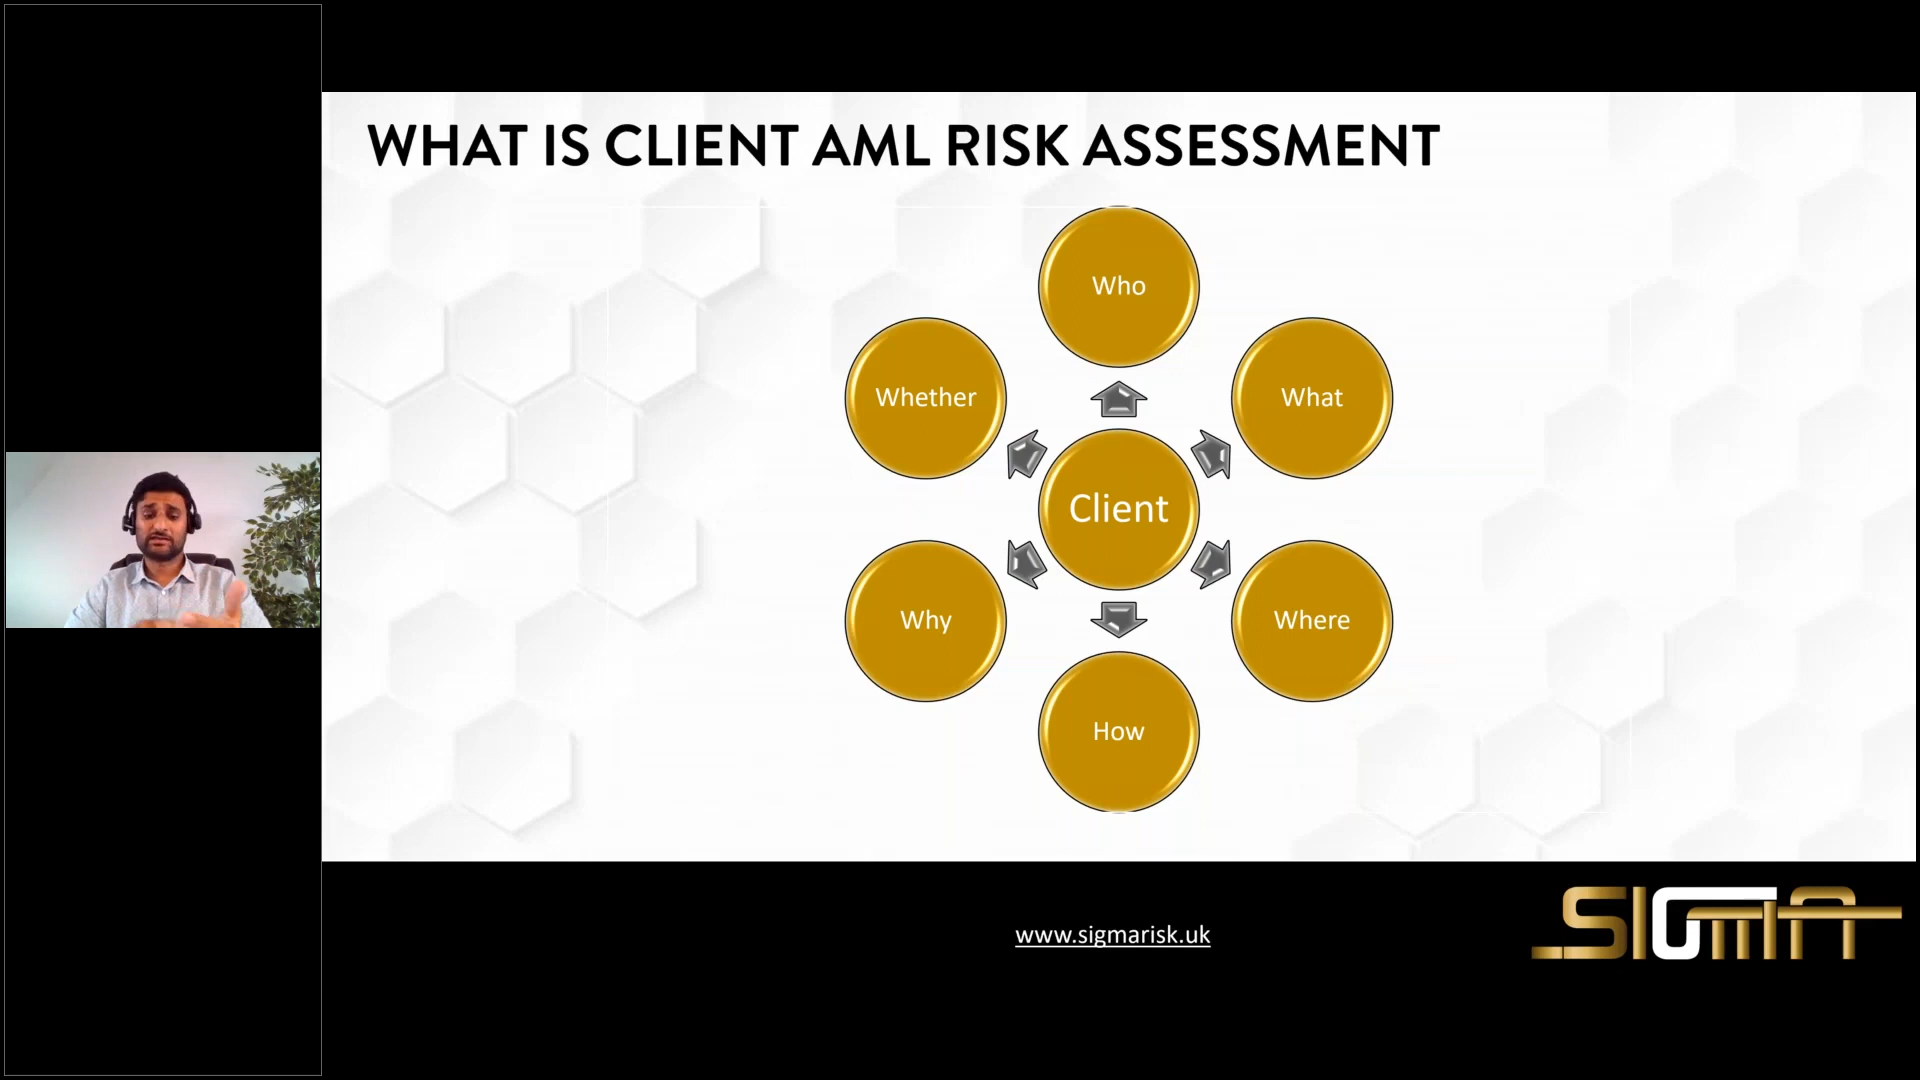 WHAT IS CLIENT AML RISK ASSESSMENT
Who
Whether
What
Client
Why
Where
How
www.sigmarisk.uk
SIGMA